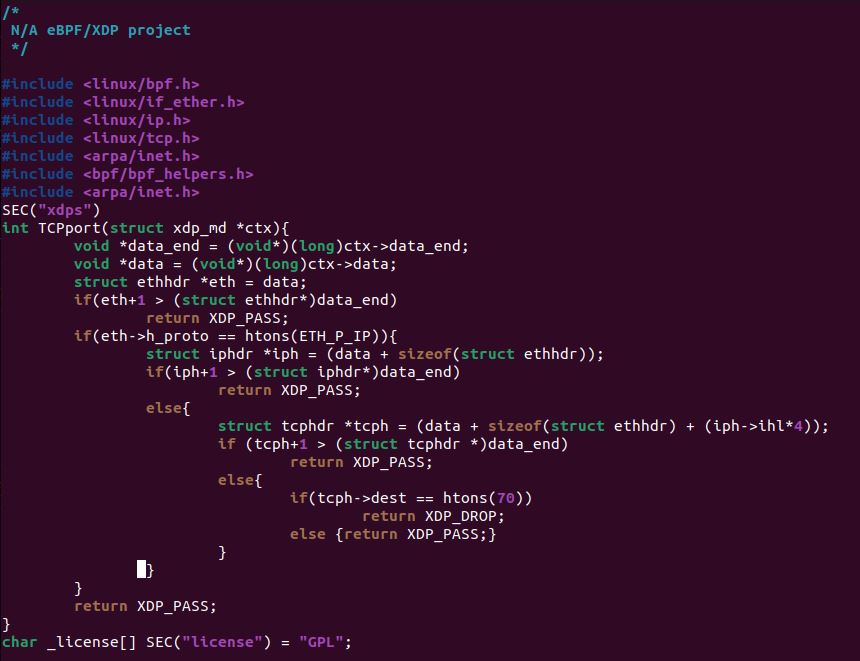 /*
 N/A eBPF/XDP project
 */

#include <linux/bpf.h>
#include <linux/if_ether.h>
#include <linux/ip.h>
#include <linux/tcp.h>
#include <arpa/inet.h>
#include <bpf/bpf_helpers.h>
#include <arpa/inet.h>
SEC("xdps")
int TCPport(struct xdp_md *ctx){
        void *data_end = (void*)(long)ctx->data_end;
        void *data = (void*)(long)ctx->data;
        struct ethhdr *eth = data;
        if(eth+1 > (struct ethhdr*)data_end)
                return XDP_PASS;
        if(eth->h_proto == htons(ETH_P_IP)){
                struct iphdr *iph = (data + sizeof(struct ethhdr));
                if(iph+1 > (struct iphdr*)data_end)
                        return XDP_PASS;
                else{
                        struct tcphdr *tcph = (data + sizeof(struct ethhdr) + (iph->ihl*4));
                        if (tcph+1 > (struct tcphdr *)data_end)
                                return XDP_PASS;
                        else{
                                if(tcph->dest == htons(70))
                                        return XDP_DROP;
                                else {return XDP_PASS;}
                        }
                }
        }
        return XDP_PASS;
}
char _license[] SEC("license") = "GPL";